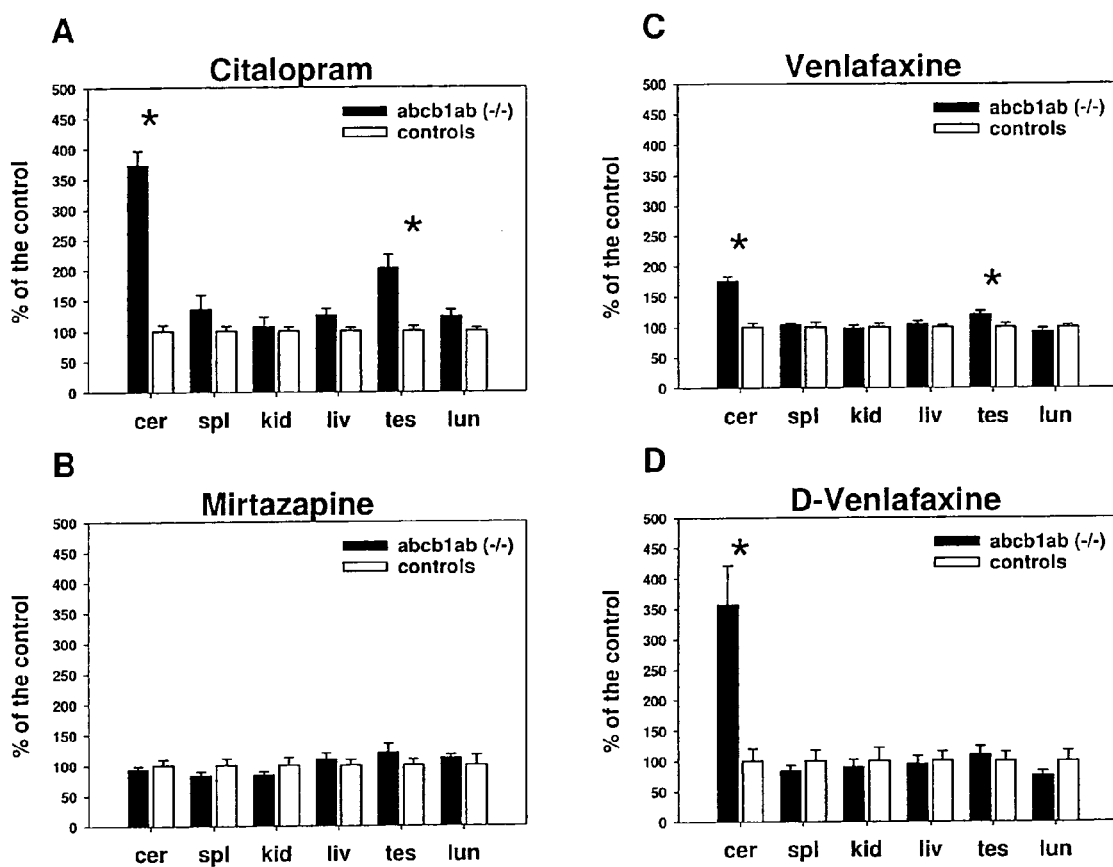 A
Citalopram
% of the control
500
450
400
350
300
250
200
150
100
50
0
abcb1ab (-/-)
controls
*
*
cer spl kid liv tes lun
B
Mirtazapine
% of the control
500
450
400
350
300
250
200
150
100
50
0
abcb1ab (-/-)
controls
cer spl kid liv tes lun
C
Venlafaxine
% of the control
500
450
400
350
300
250
200
150
100
50
0
abcb1ab (-/-)
controls
*
*
cer spl kid liv tes lun
D
D-Venlafaxine
% of the control
500
450
400
350
300
250
200
150
100
50
0
abcb1ab (-/-)
controls
*
cer spl kid liv tes lun